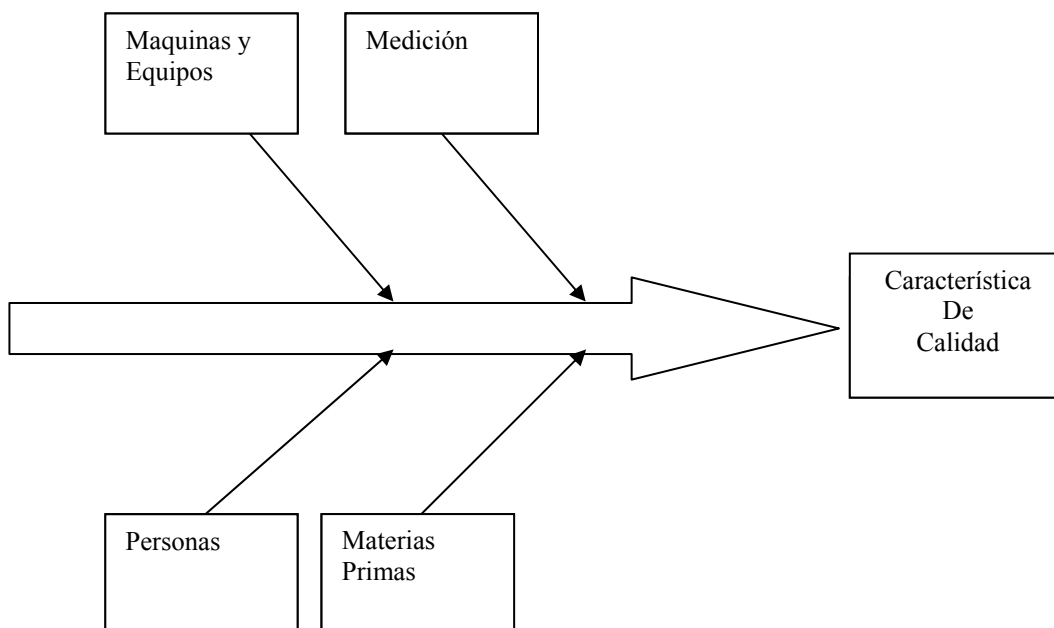 Maquinas y
Equipos
Medición
Característica
De
Calidad
Personas
Materias
Primas